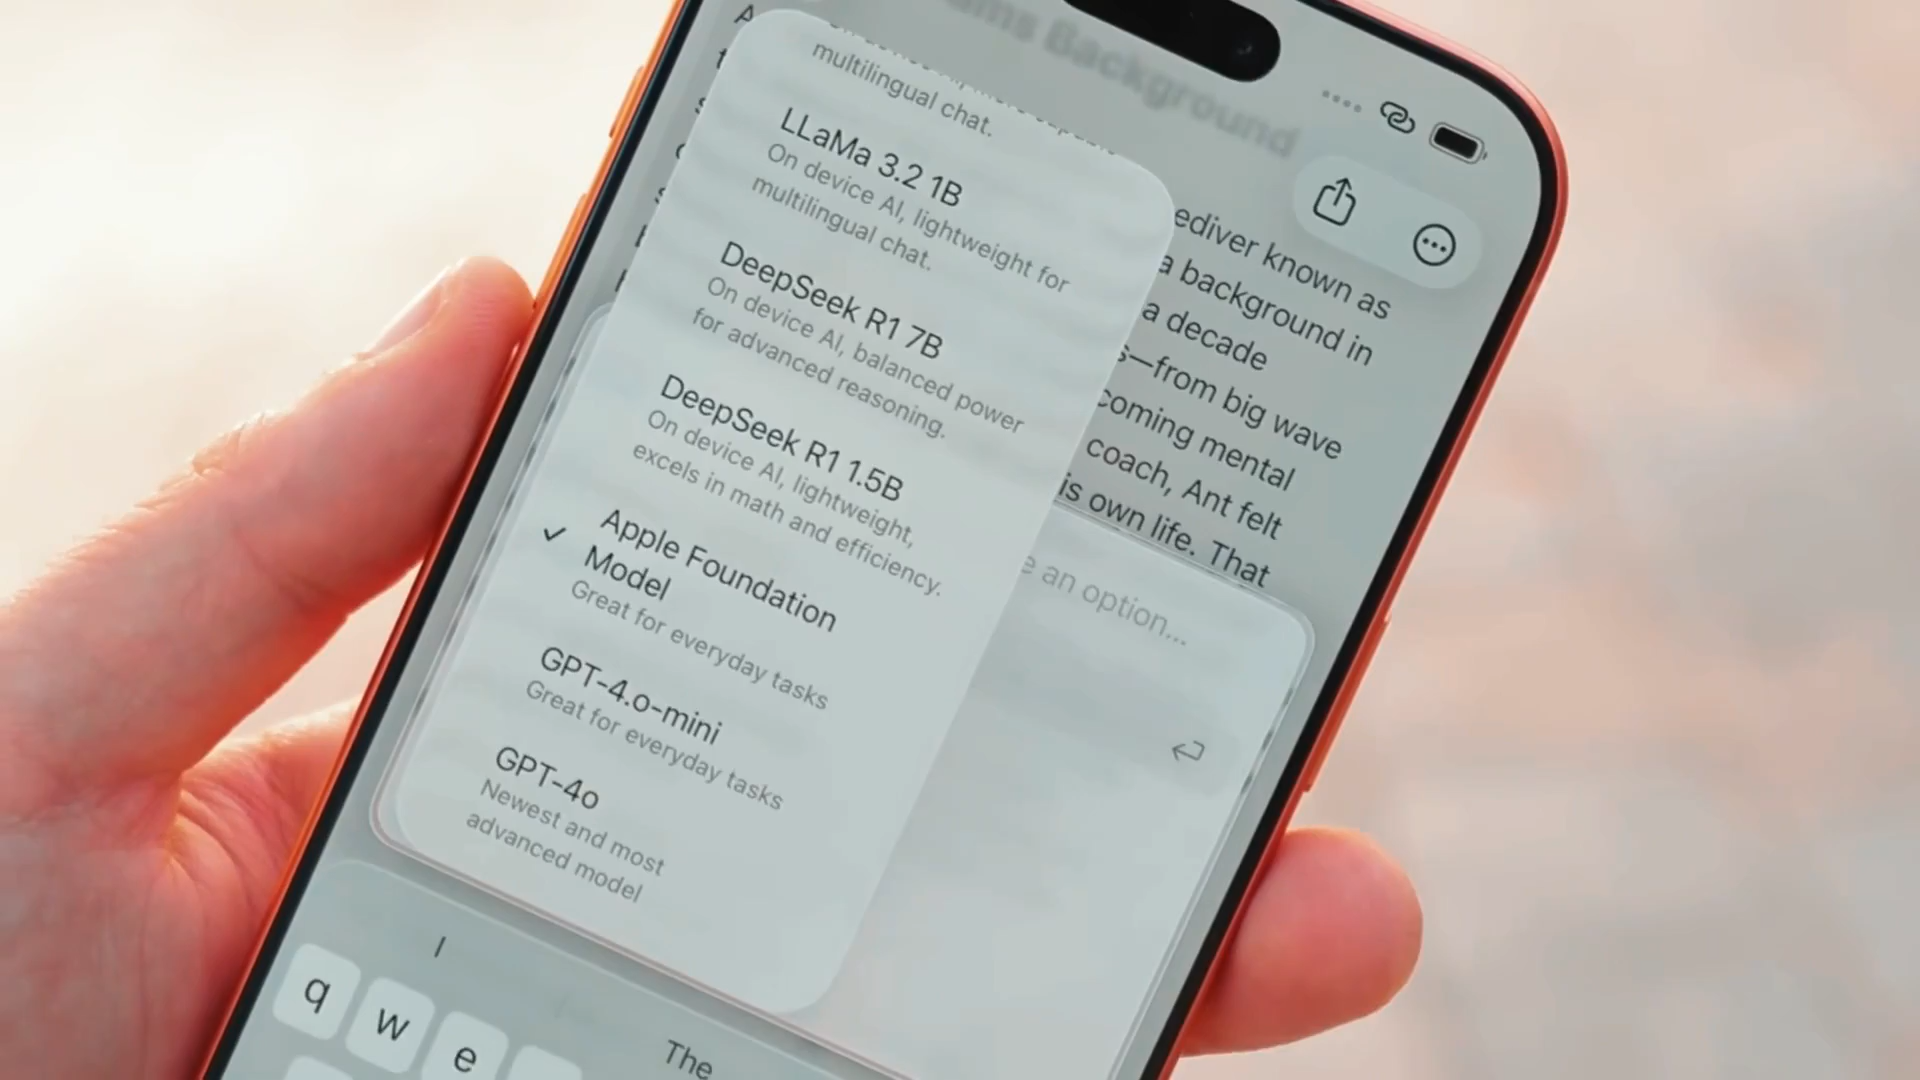 Background
multilingual chat.
LLaMa 3.2 1B
On device AI, lightweight for
multilingual chat.
DeepSeek R1 7B
On device AI, balanced power
for advanced reasoning.
DeepSeek R1 1.5B
On device AI, lightweight,
excels in math and efficiency.
Apple Foundation
Model
Great for everyday tasks
GPT-4.o-mini
Great for everyday tasks
GPT-4o
Newest and most
advanced model
ediver known as
a background in
a decade
s—from big wave
coming mental
coach, Ant felt
is own life. That
e an option...
I
The
q
w
e